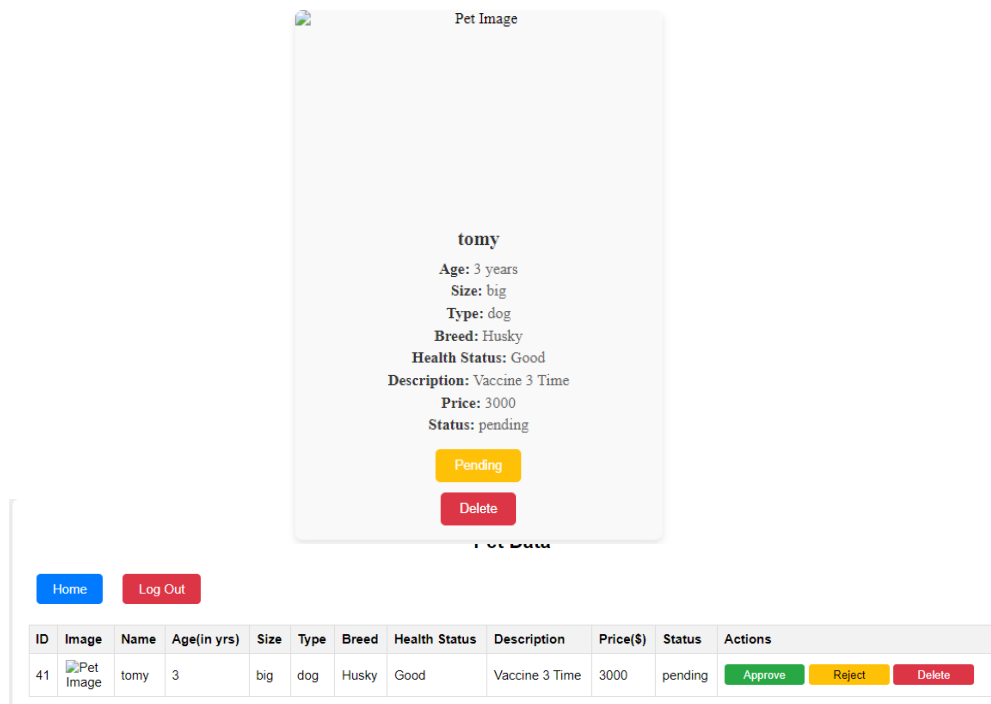 Pet Image
tomy
Age: 3 years
Size: big
Type: dog
Breed: Husky
Health Status: Good
Description: Vaccine 3 Time
Price: 3000
Status: pending
Pending
Delete
Pet Data
Home Log Out
ID Image Name Age(in yrs) Size Type Breed Health Status Description Price($) Status Actions
41 Pet Image tomy 3 big dog Husky Good Vaccine 3 Time 3000 pending Approve Reject Delete